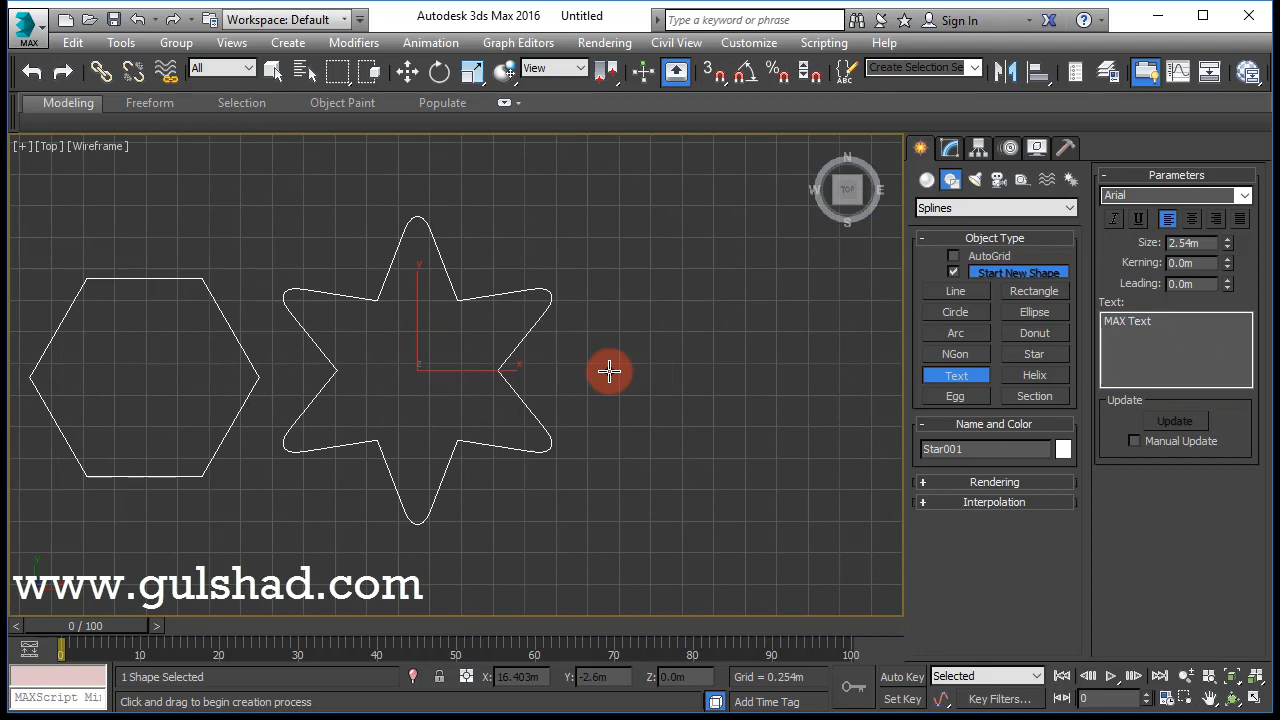 Workspace: Default
Autodesk 3ds Max 2016 Untitled
Type a keyword or phrase
Sign In
MAX
Edit Tools Group Views Create Modifiers Animation Graph Editors Rendering Civil View Customize Scripting Help
All
View
3
ABC
Create Selection Se
Modeling Freeform Selection Object Paint Populate
[+] [Top] [Wireframe]
N
W TOP E
S
y
x
z
www.gulshad.com
Splines
- Object Type
AutoGrid
Start New Shape
Line Rectangle
Circle Ellipse
Arc Donut
NGon Star
Text Helix
Egg Section
- Name and Color
Star001
+ Rendering
+ Interpolation
- Parameters
Arial
I U
Size: 2.54m
Kerning: 0.0m
Leading: 0.0m
Text:
MAX Text
Update
Update
Manual Update
< 0 / 100 >
0 10 20 30 40 50 60 70 80 90 100
1 Shape Selected
X: 16.403m Y: -2.6m Z: 0.0m
Grid = 0.254m
Auto Key Selected
MAXScript Mi
Click and drag to begin creation process
Add Time Tag
Set Key Key Filters...
0